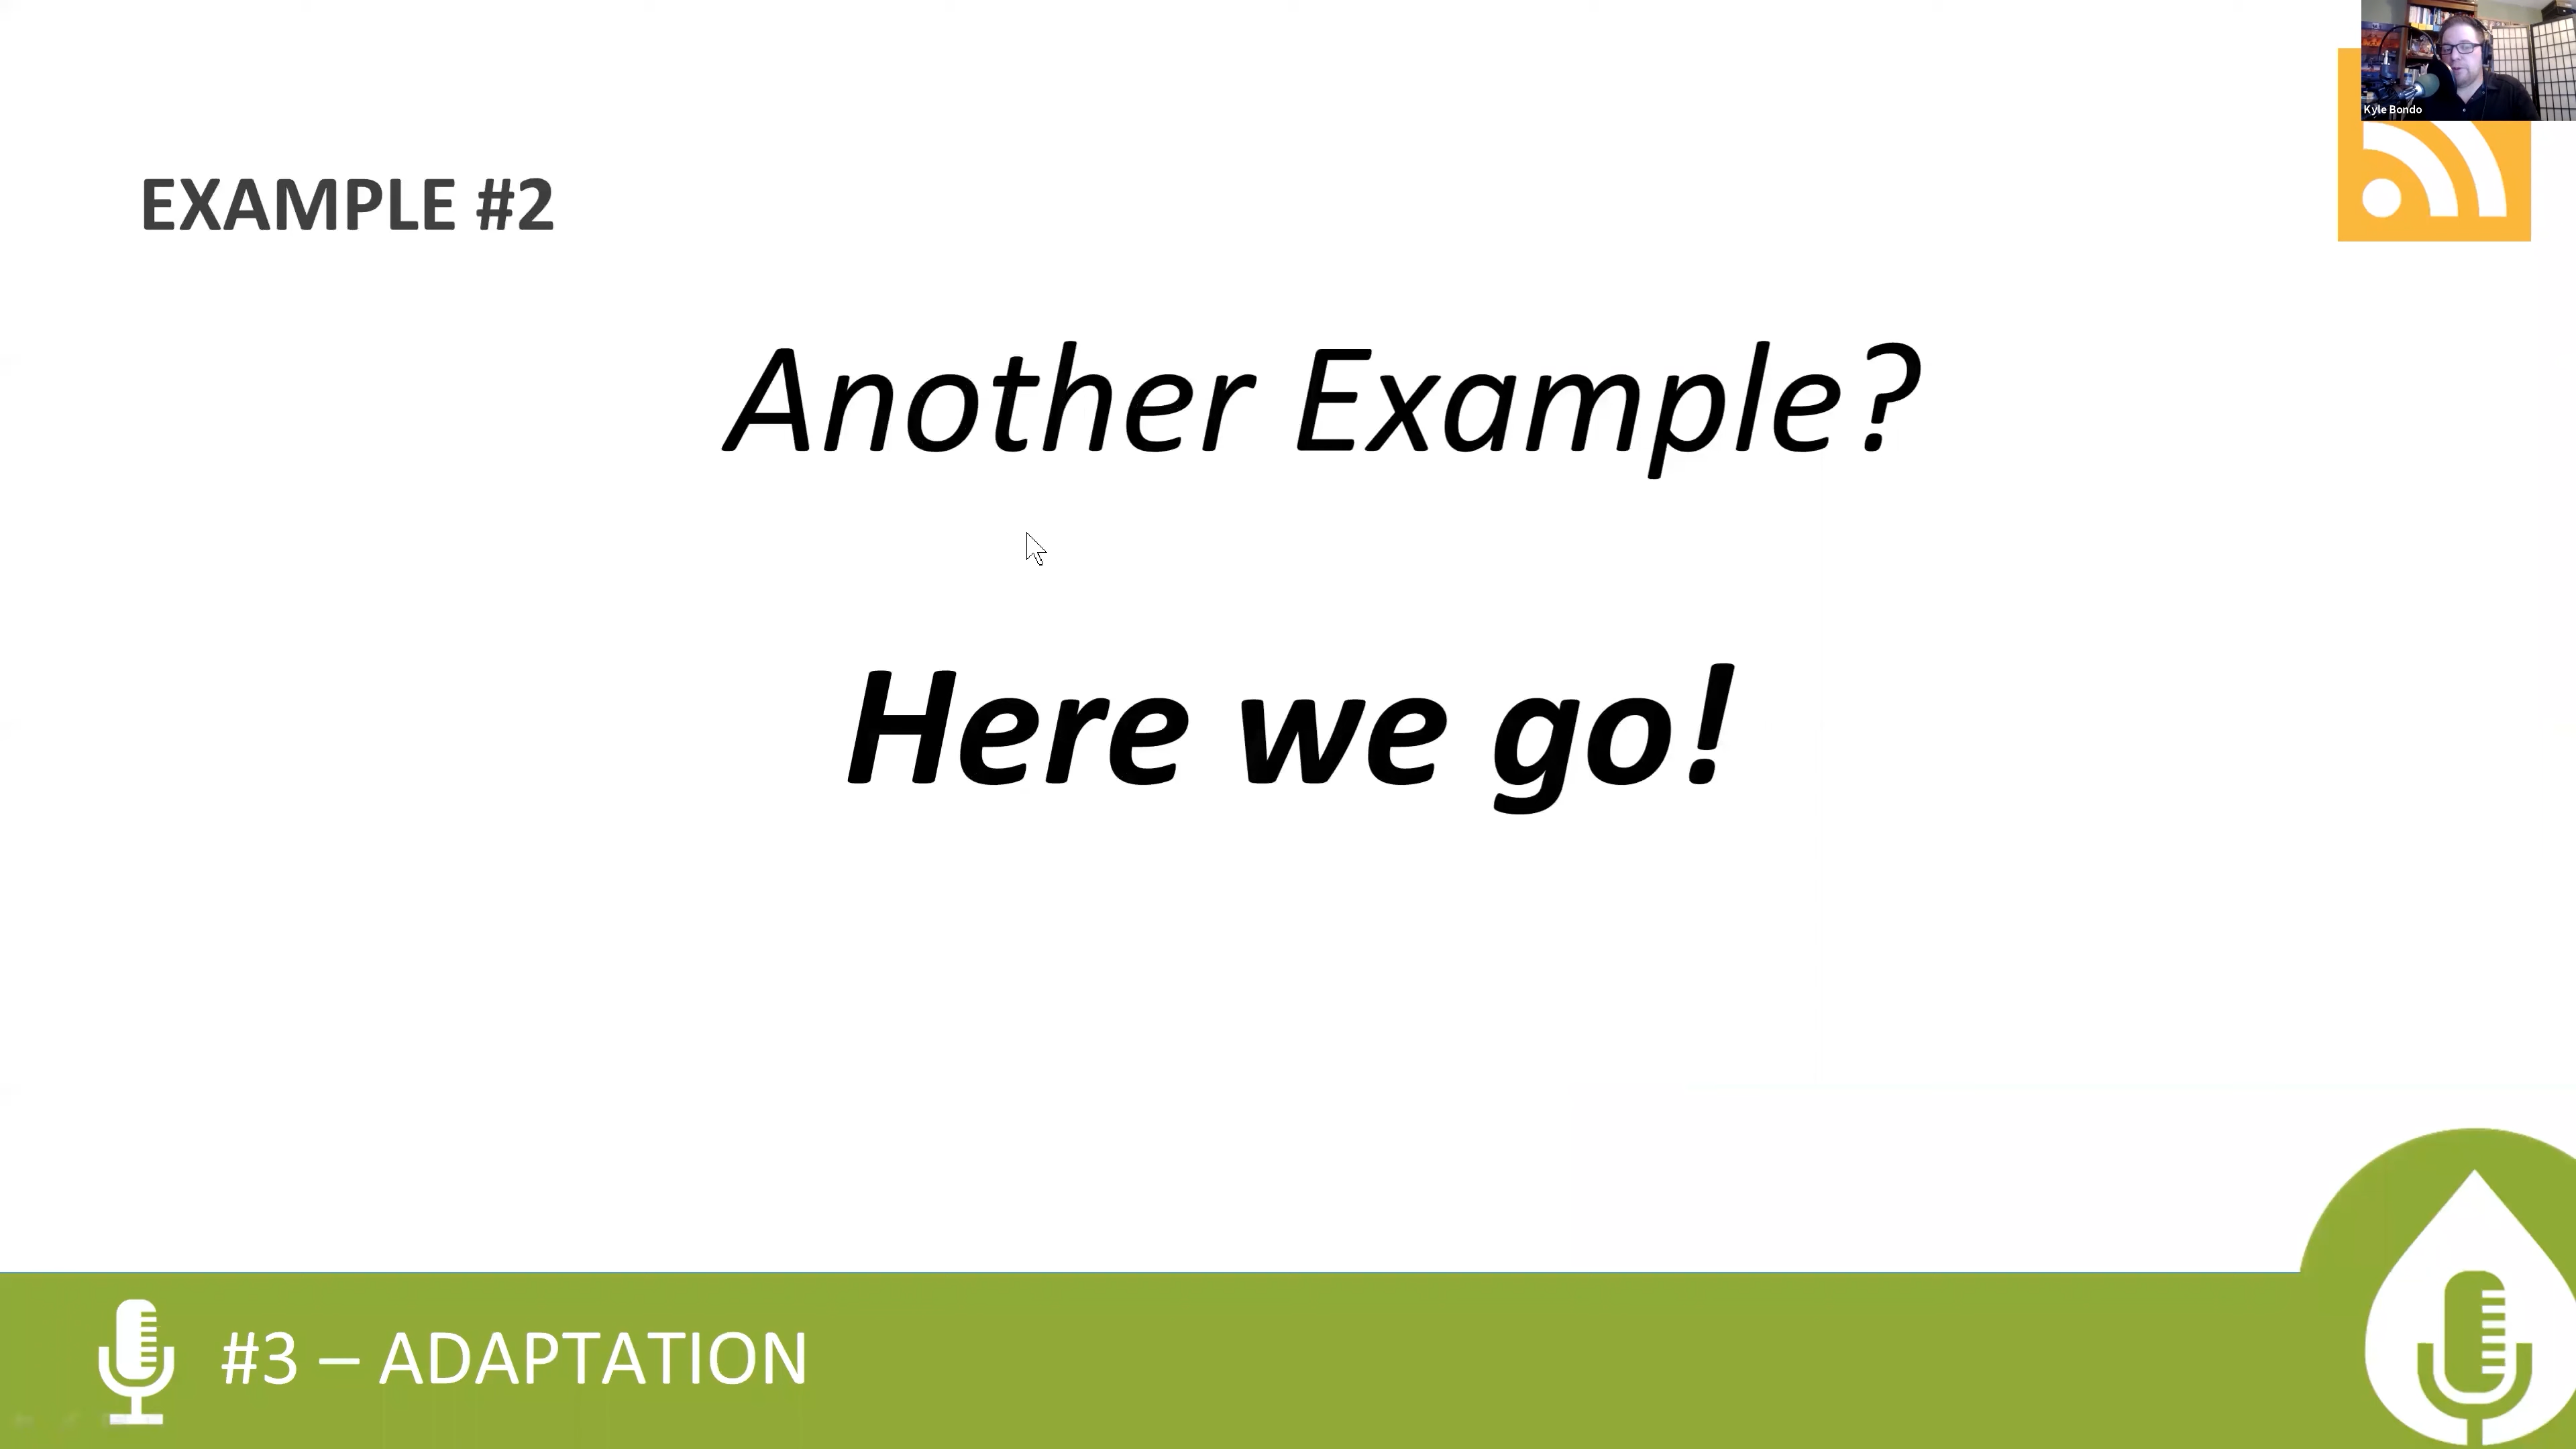 Kyle Bondo
EXAMPLE #2
Another Example?
Here we go!
#3 – ADAPTATION